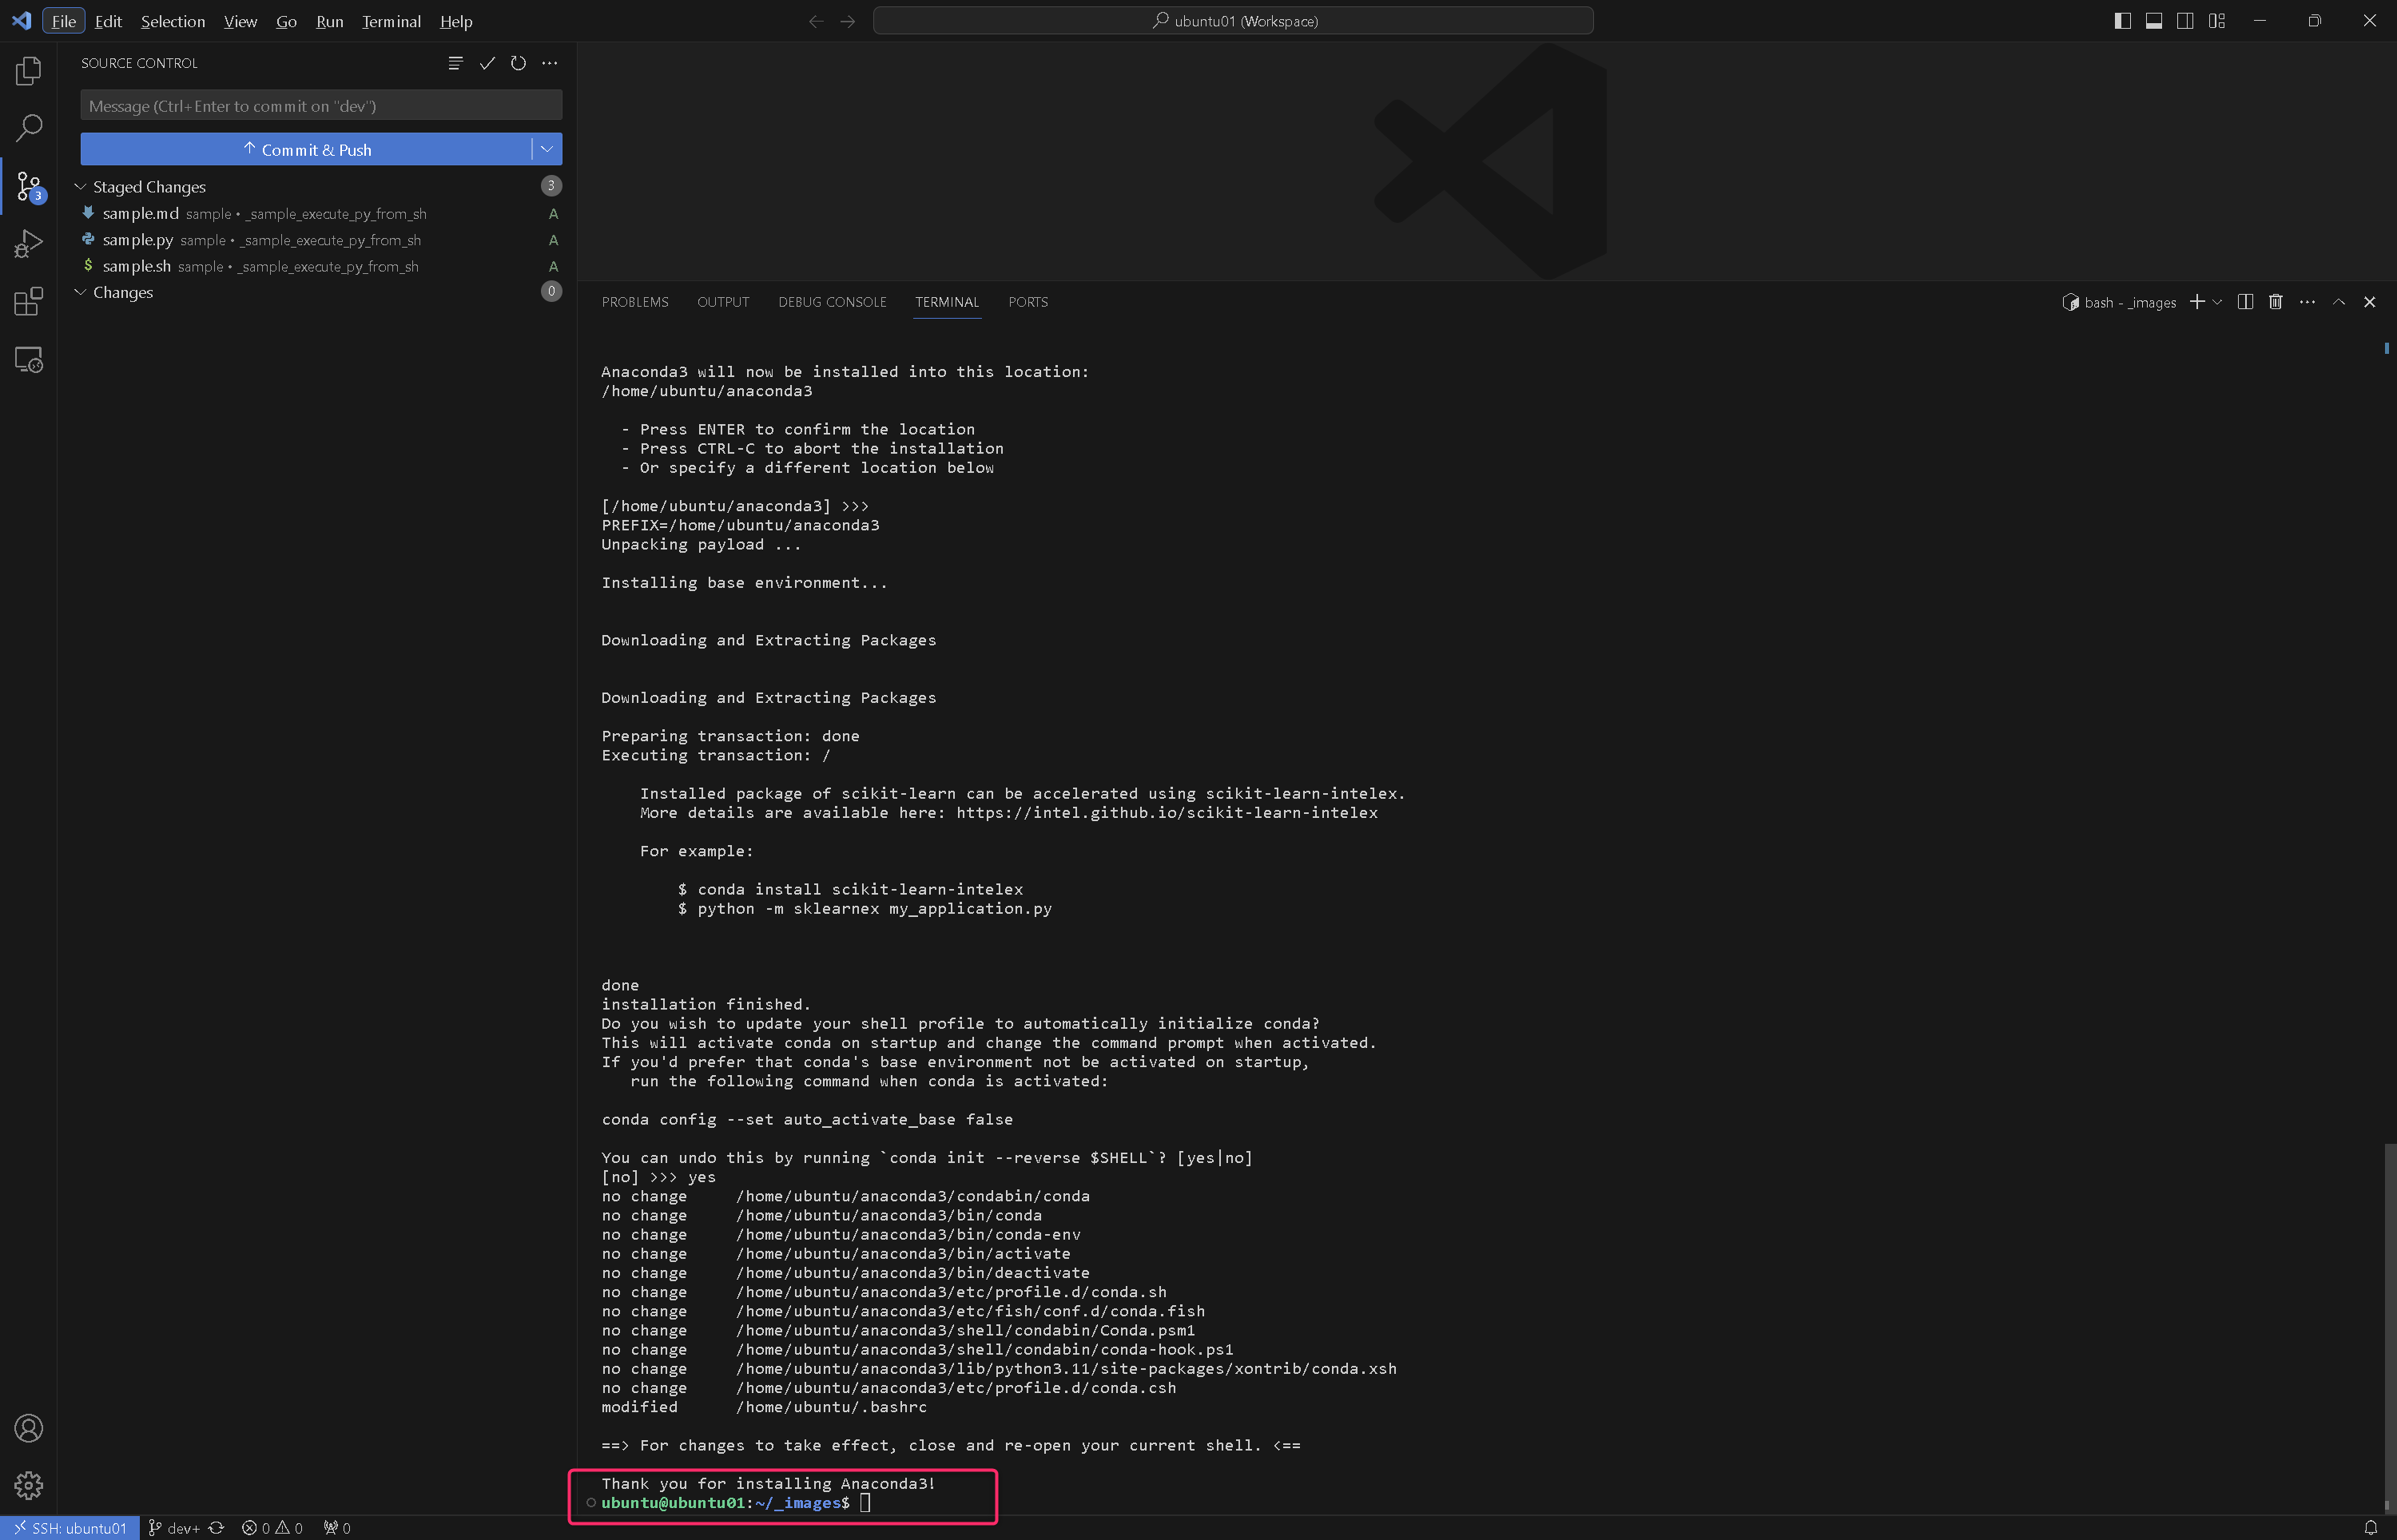 File Edit Selection View Go Run Terminal Help
ubuntu01 (Workspace)
SOURCE CONTROL
Message (Ctrl+Enter to commit on "dev")
Commit & Push
Staged Changes 3
sample.md sample • _sample_execute_py_from_sh A
sample.py sample • _sample_execute_py_from_sh A
$ sample.sh sample • _sample_execute_py_from_sh A
Changes 0
3
PROBLEMS OUTPUT DEBUG CONSOLE TERMINAL PORTS
bash - _images
Anaconda3 will now be installed into this location:
/home/ubuntu/anaconda3
- Press ENTER to confirm the location
- Press CTRL-C to abort the installation
- Or specify a different location below
[/home/ubuntu/anaconda3] >>>
PREFIX=/home/ubuntu/anaconda3
Unpacking payload ...
Installing base environment...
Downloading and Extracting Packages
Downloading and Extracting Packages
Preparing transaction: done
Executing transaction: /
Installed package of scikit-learn can be accelerated using scikit-learn-intelex.
More details are available here: https://intel.github.io/scikit-learn-intelex
For example:
$ conda install scikit-learn-intelex
$ python -m sklearnex my_application.py
done
installation finished.
Do you wish to update your shell profile to automatically initialize conda?
This will activate conda on startup and change the command prompt when activated.
If you'd prefer that conda's base environment not be activated on startup,
run the following command when conda is activated:
conda config --set auto_activate_base false
You can undo this by running `conda init --reverse $SHELL`? [yes|no]
[no] >>> yes
no change /home/ubuntu/anaconda3/condabin/conda
no change /home/ubuntu/anaconda3/bin/conda
no change /home/ubuntu/anaconda3/bin/conda-env
no change /home/ubuntu/anaconda3/bin/activate
no change /home/ubuntu/anaconda3/bin/deactivate
no change /home/ubuntu/anaconda3/etc/profile.d/conda.sh
no change /home/ubuntu/anaconda3/etc/fish/conf.d/conda.fish
no change /home/ubuntu/anaconda3/shell/condabin/Conda.psm1
no change /home/ubuntu/anaconda3/shell/condabin/conda-hook.ps1
no change /home/ubuntu/anaconda3/lib/python3.11/site-packages/xontrib/conda.xsh
no change /home/ubuntu/anaconda3/etc/profile.d/conda.csh
modified /home/ubuntu/.bashrc
==> For changes to take effect, close and re-open your current shell. <==
Thank you for installing Anaconda3!
ubuntu@ubuntu01:~/_images$
SSH: ubuntu01 dev+ 0 0 0